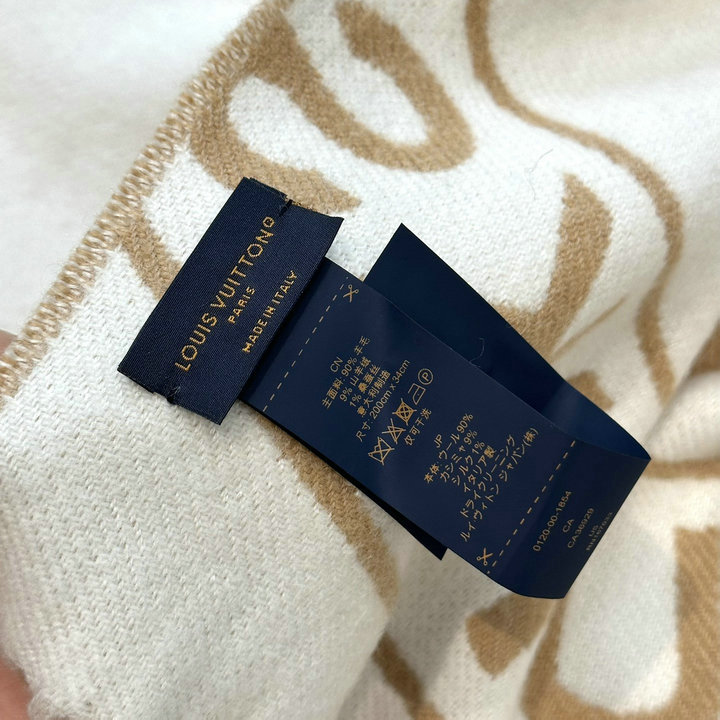 LOUIS VUITTON
PARIS
MADE IN ITALY
CN
主面料 90% 羊毛
9% 山羊绒
1% 桑蚕丝
意大利制造
尺寸 :200cm x 34cm
仅可干洗
JP
本体: ウール 90%
カシミヤ 9%
シルク 1%
イタリア製
ドライクリーニング
ルイ・ヴィトン ジャパン(株)
0120-00-1854
CA
CA36929
US